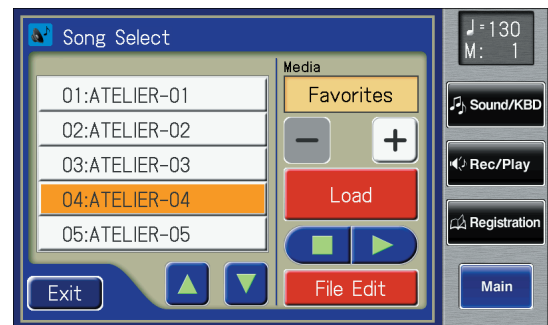 Song Select
01:ATELIER-01
02:ATELIER-02
03:ATELIER-03
04:ATELIER-04
05:ATELIER-05
Exit
Media
Favorites
Load
File Edit
♩=130
M: 1
Sound/KBD
Rec/Play
Registration
Main